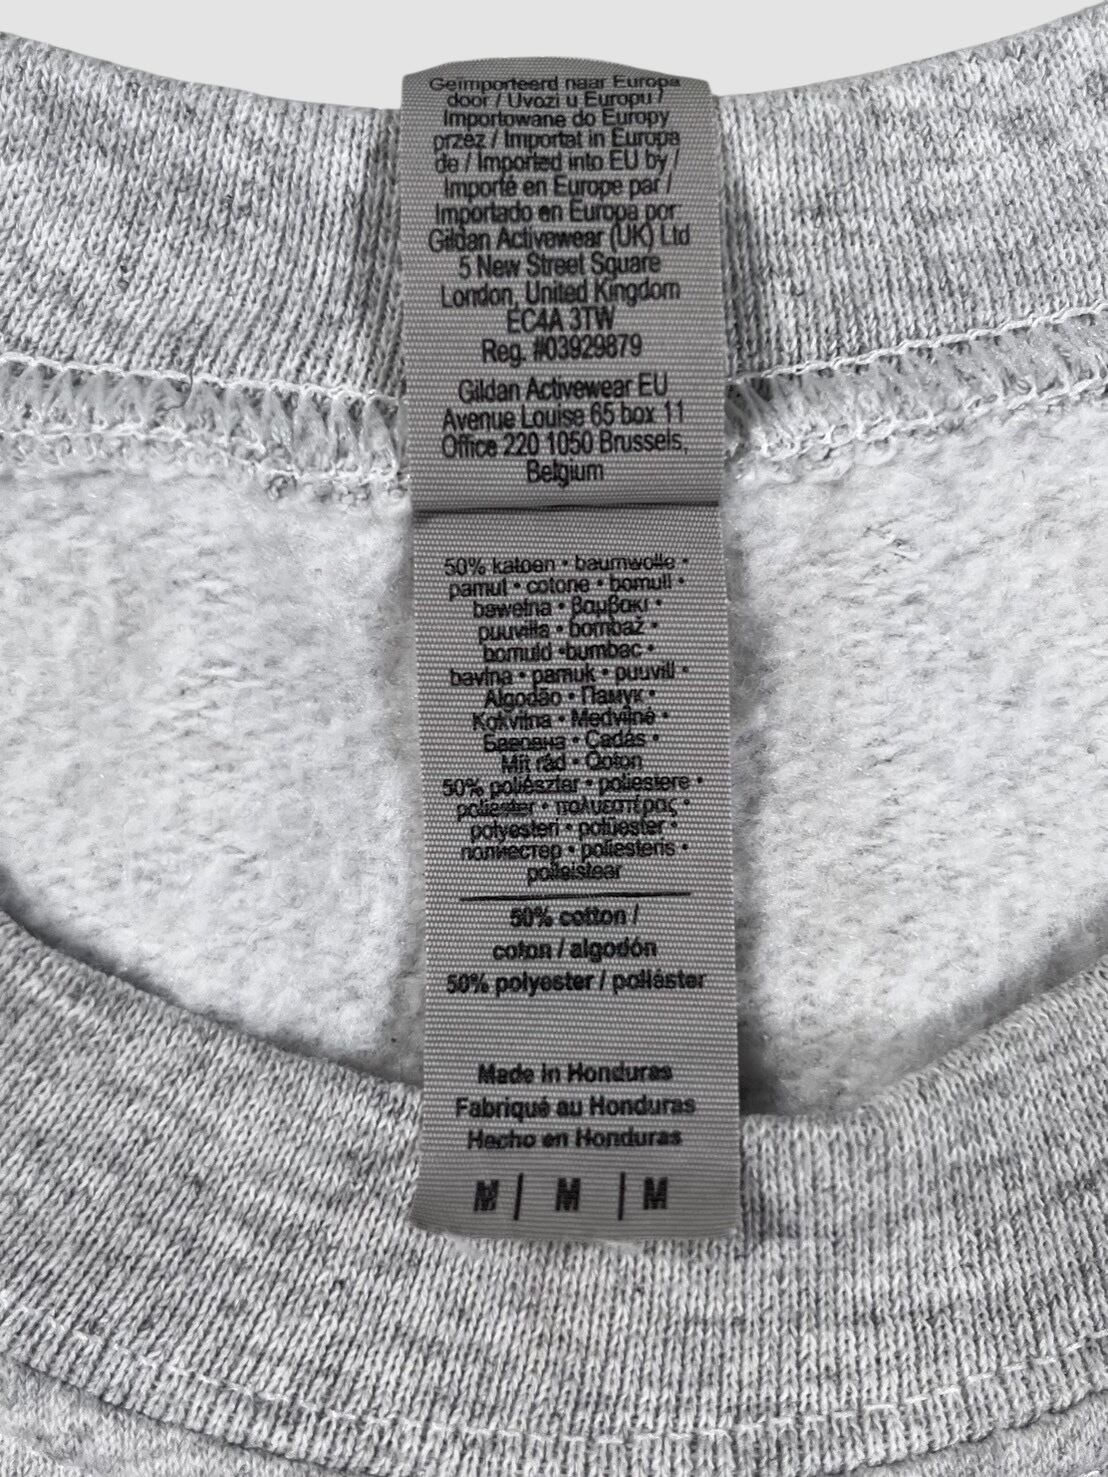 Geïmporteerd naar Europa
door / Uvozi u Europu /
Importowane do Europy
przez / Importat in Europa
de / Imported into EU by /
Importé en Europe par /
Importado en Europa por
Gildan Activewear (UK) Ltd
5 New Street Square
London, United Kingdom
EC4A 3TW
Reg. #03929879
Gildan Activewear EU
Avenue Louise 65 box 11
Office 220 1050 Brussels,
Belgium
50% katoen • baumwolle •
pamut • cotone • bomull •
bawełna • βαμβακι •
puuvilla • bombaž •
bomuld •bumbac •
bavlna • pamuk • puuvill •
Algodão • Памук •
Kokvilna • Medvilnė •
Бавовна • Cadás •
Mit răd • Qoton
50% poliészter • poliestere •
poliester • πολυεστέρας •
polyesteri • polüester •
полиестер • poliesteris •
poileistear
50% cotton /
coton / algodón
50% polyester / poliéster
Made in Honduras
Fabriqué au Honduras
Hecho en Honduras
M | M | M